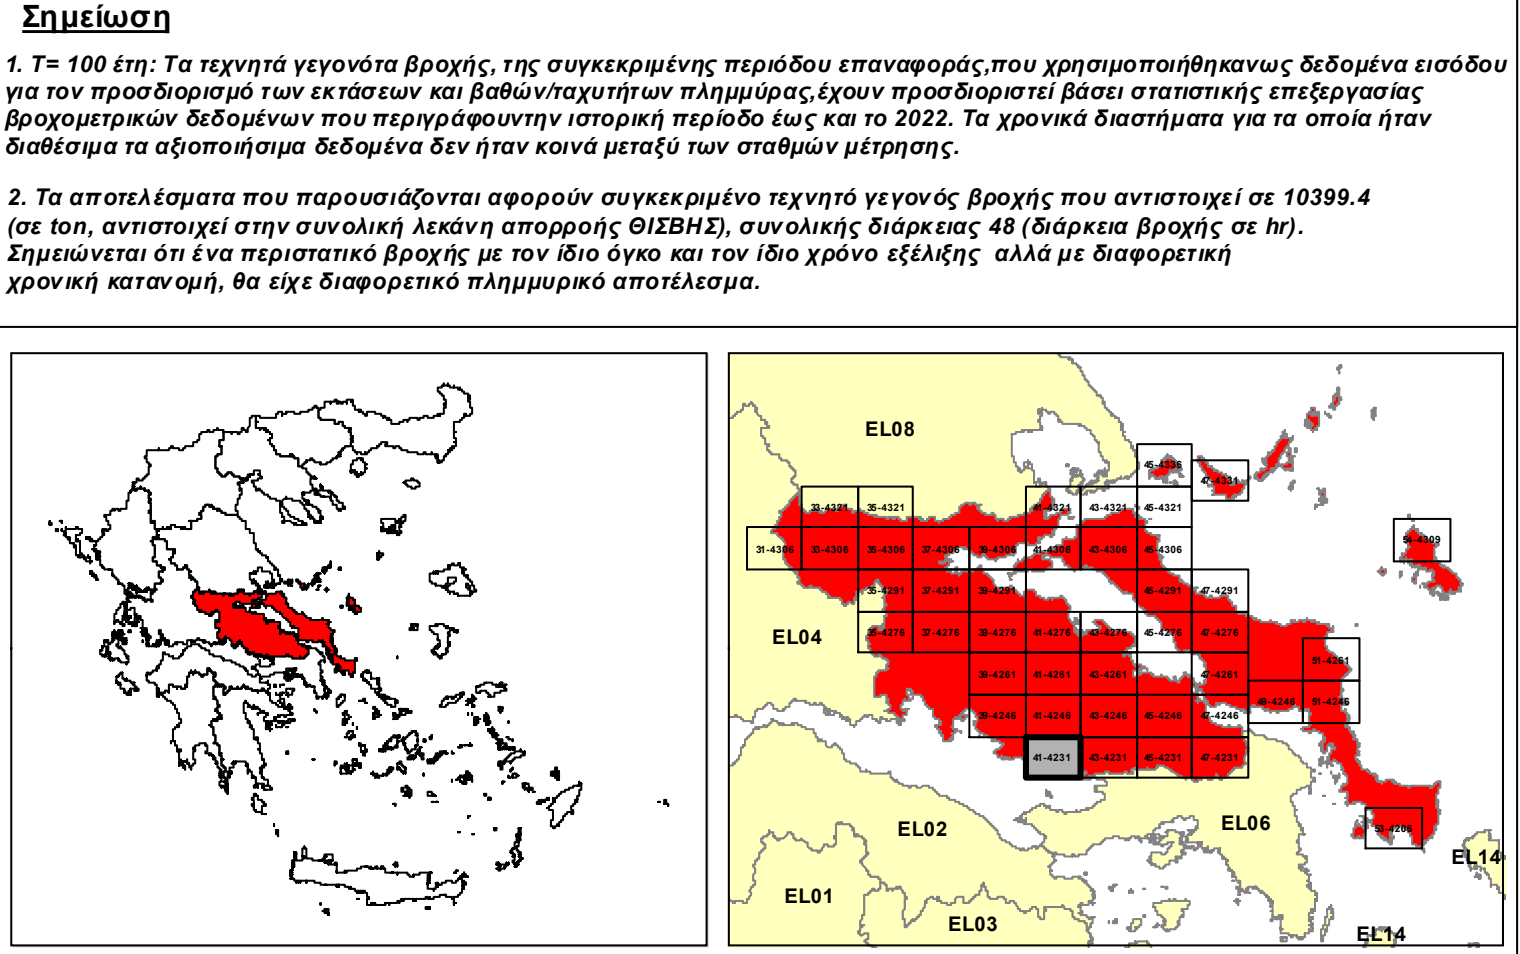 Σημείωση
1. Τ= 100 έτη: Τα τεχνητά γεγονότα βροχής, της συγκεκριμένης περιόδου επαναφοράς,που χρησιμοποιήθηκανως δεδομένα εισόδου
για τον προσδιορισμό των εκτάσεων και βαθών/ταχυτήτων πλημμύρας,έχουν προσδιοριστεί βάσει στατιστικής επεξεργασίας
βροχομετρικών δεδομένων που περιγράφουντην ιστορική περίοδο έως και το 2022. Τα χρονικά διαστήματα για τα οποία ήταν
διαθέσιμα τα αξιοποιήσιμα δεδομένα δεν ήταν κοινά μεταξύ των σταθμών μέτρησης.
2. Τα αποτελέσματα που παρουσιάζονται αφορούν συγκεκριμένο τεχνητό γεγονός βροχής που αντιστοιχεί σε 10399.4
(σε ton, αντιστοιχεί στην συνολική λεκάνη απορροής ΘΙΣΒΗΣ), συνολικής διάρκειας 48 (διάρκεια βροχής σε hr).
Σημειώνεται ότι ένα περιστατικό βροχής με τον ίδιο όγκο και τον ίδιο χρόνο εξέλιξης αλλά με διαφορετική
χρονική κατανομή, θα είχε διαφορετικό πλημμυρικό αποτέλεσμα.
EL08
45-4336
47-4331
33-4321 35-4321 41-4321 43-4321 45-4321
54-4309
31-4306 33-4306 35-4306 37-4306 39-4306 41-4306 43-4306 45-4306
35-4291 37-4291 39-4291 45-4291 47-4291
EL04
35-4276 37-4276 39-4276 41-4276 43-4276 45-4276 47-4276
39-4261 41-4261 43-4261 47-4261 51-4261
39-4246 41-4246 43-4246 45-4246 47-4246 49-4246 51-4246
41-4231 43-4231 45-4231 47-4231
EL02
EL06
53-4206
EL14
EL01
EL03
EL14